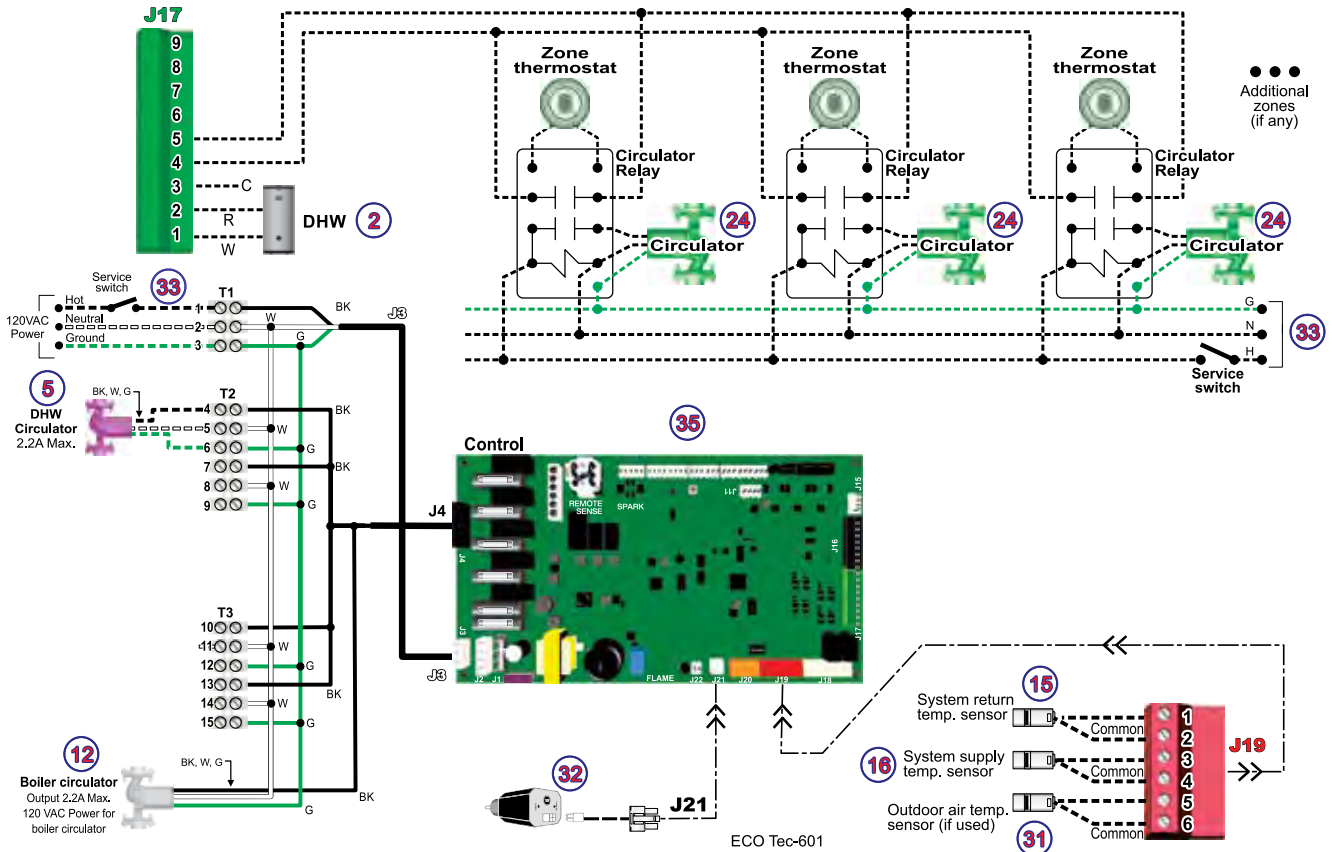 J17
9
8
7
6
5
4
3
2
1
C
R
W
DHW
2
Zone
thermostat
Zone
thermostat
Zone
thermostat
Additional
zones
(if any)
Circulator
Relay
Circulator
Relay
Circulator
Relay
24
24
24
Circulator
Circulator
Circulator
G
N
H
33
Service
switch
Service
switch
33
T1
Hot
120VAC
Power
Neutral
Ground
1
2
3
BK
W
G
J3
5
BK, W, G
DHW
Circulator
2.2A Max.
T2
4
5
6
7
8
9
BK
W
G
BK
W
G
35
Control
J4
J4
J3
J3
J2
J1
REMOTE
SENSE
SPARK
J11
J15
J16
J17
FLAME
J22
J21
J20
J19
J18
T3
10
11
12
13
14
15
W
G
BK
W
G
12
Boiler circulator
Output 2.2A Max.
120 VAC Power for
boiler circulator
BK, W, G
BK
G
32
J21
ECO Tec-601
15
System return
temp. sensor
Common
16
System supply
temp. sensor
Common
Outdoor air temp.
sensor (if used)
31
Common
1
2
3
4
5
6
J19